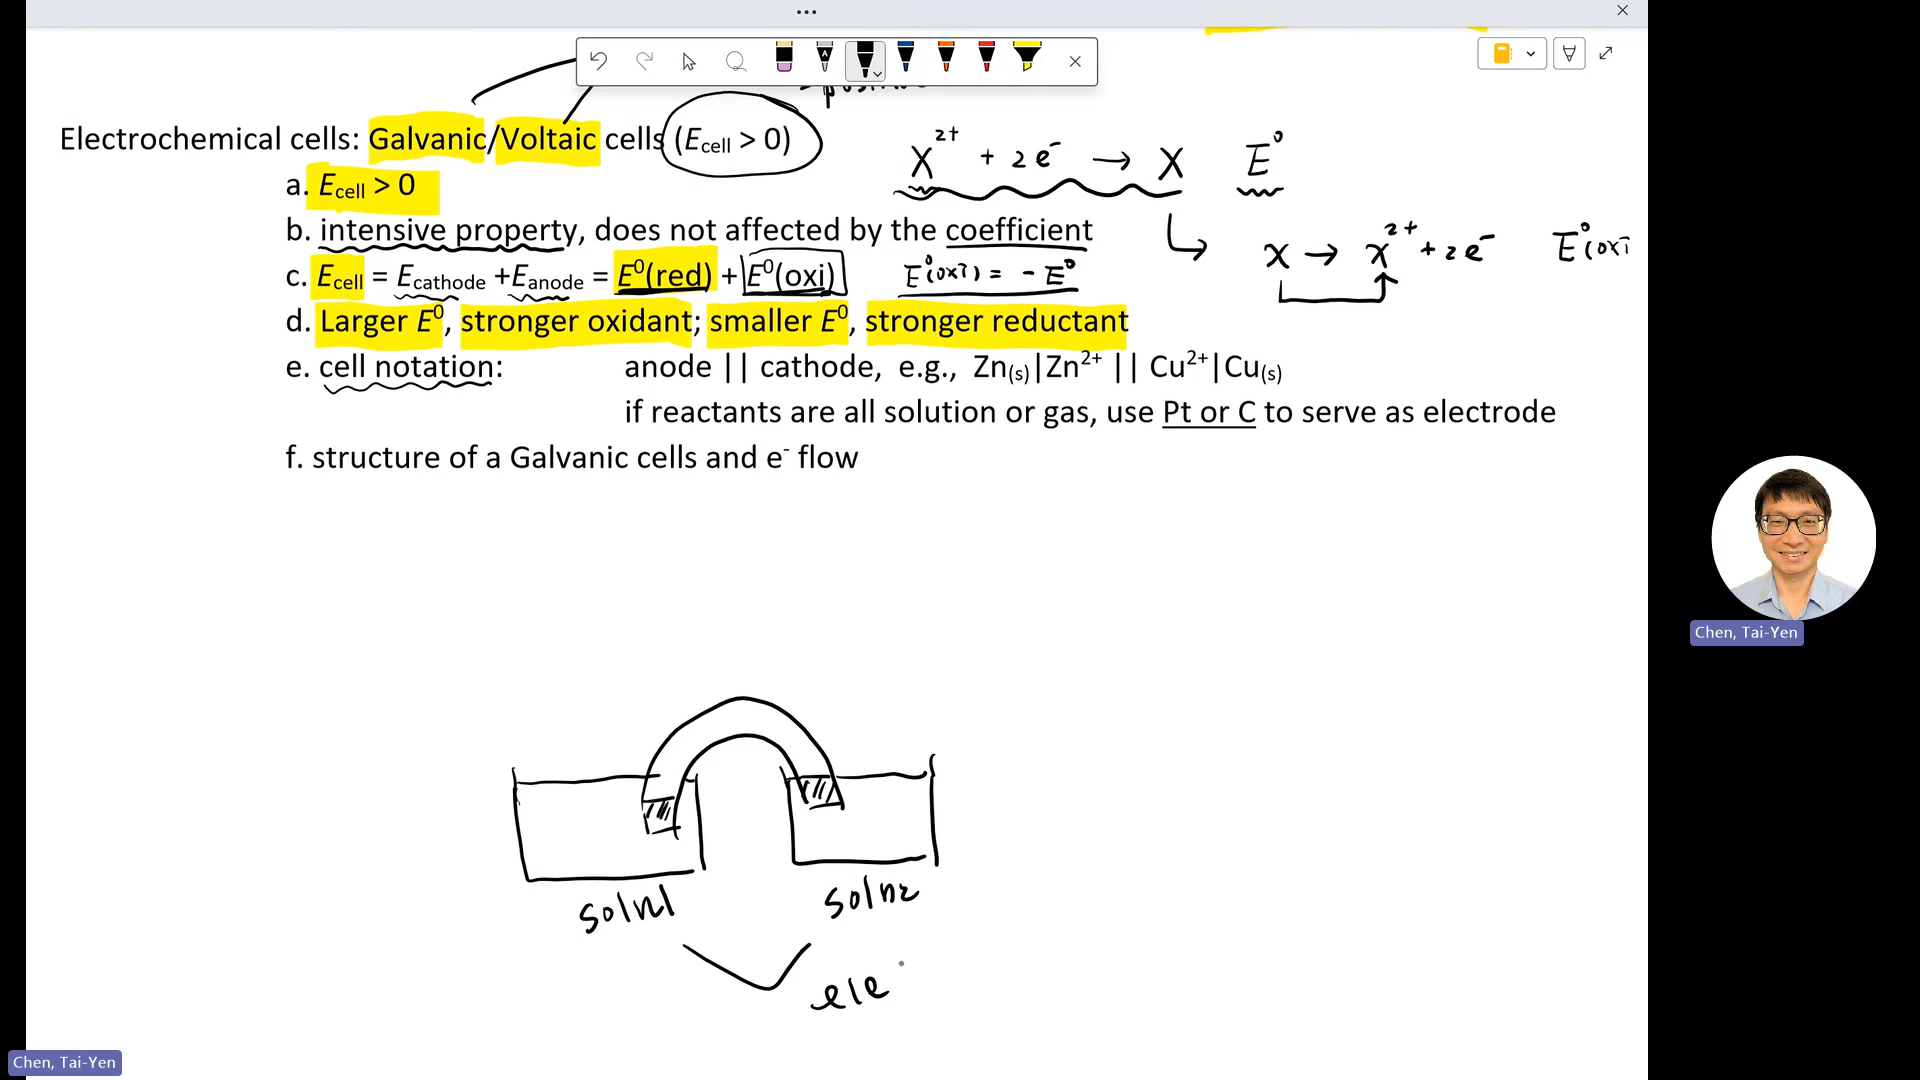 Electrochemical cells: Galvanic/Voltaic cells (Ecell > 0)
X²⁺ + 2e⁻ → X E⁰
a. Ecell > 0
b. intensive property, does not affected by the coefficient
x → x²⁺ + 2e⁻ E⁰(oxi
c. Ecell = Ecathode +Eanode = E⁰(red) + E⁰(oxi) E⁰(oxi) = - E⁰
d. Larger E⁰, stronger oxidant; smaller E⁰, stronger reductant
e. cell notation: anode || cathode, e.g., Zn(s)|Zn²⁺ || Cu²⁺|Cu(s)
if reactants are all solution or gas, use Pt or C to serve as electrode
f. structure of a Galvanic cells and e⁻ flow
soln1 soln2
ele
Chen, Tai-Yen
Chen, Tai-Yen